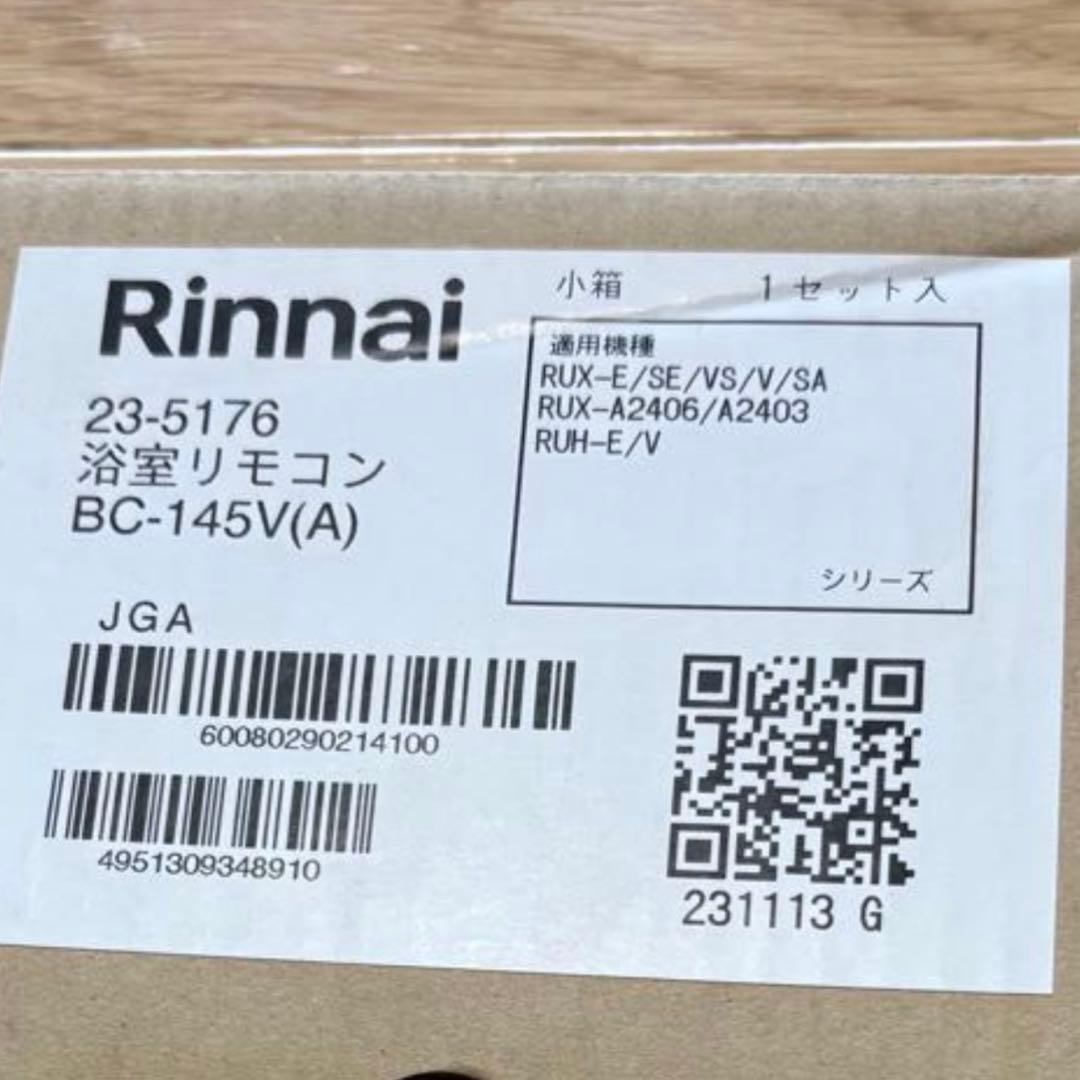 Rinnai
23-5176
浴室リモコン
BC-145V(A)
小箱 1セット入
適用機種
RUX-E/SE/VS/V/SA
RUX-A2406/A2403
RUH-E/V
シリーズ
JGA
60080290214100
4951309348910
231113 G